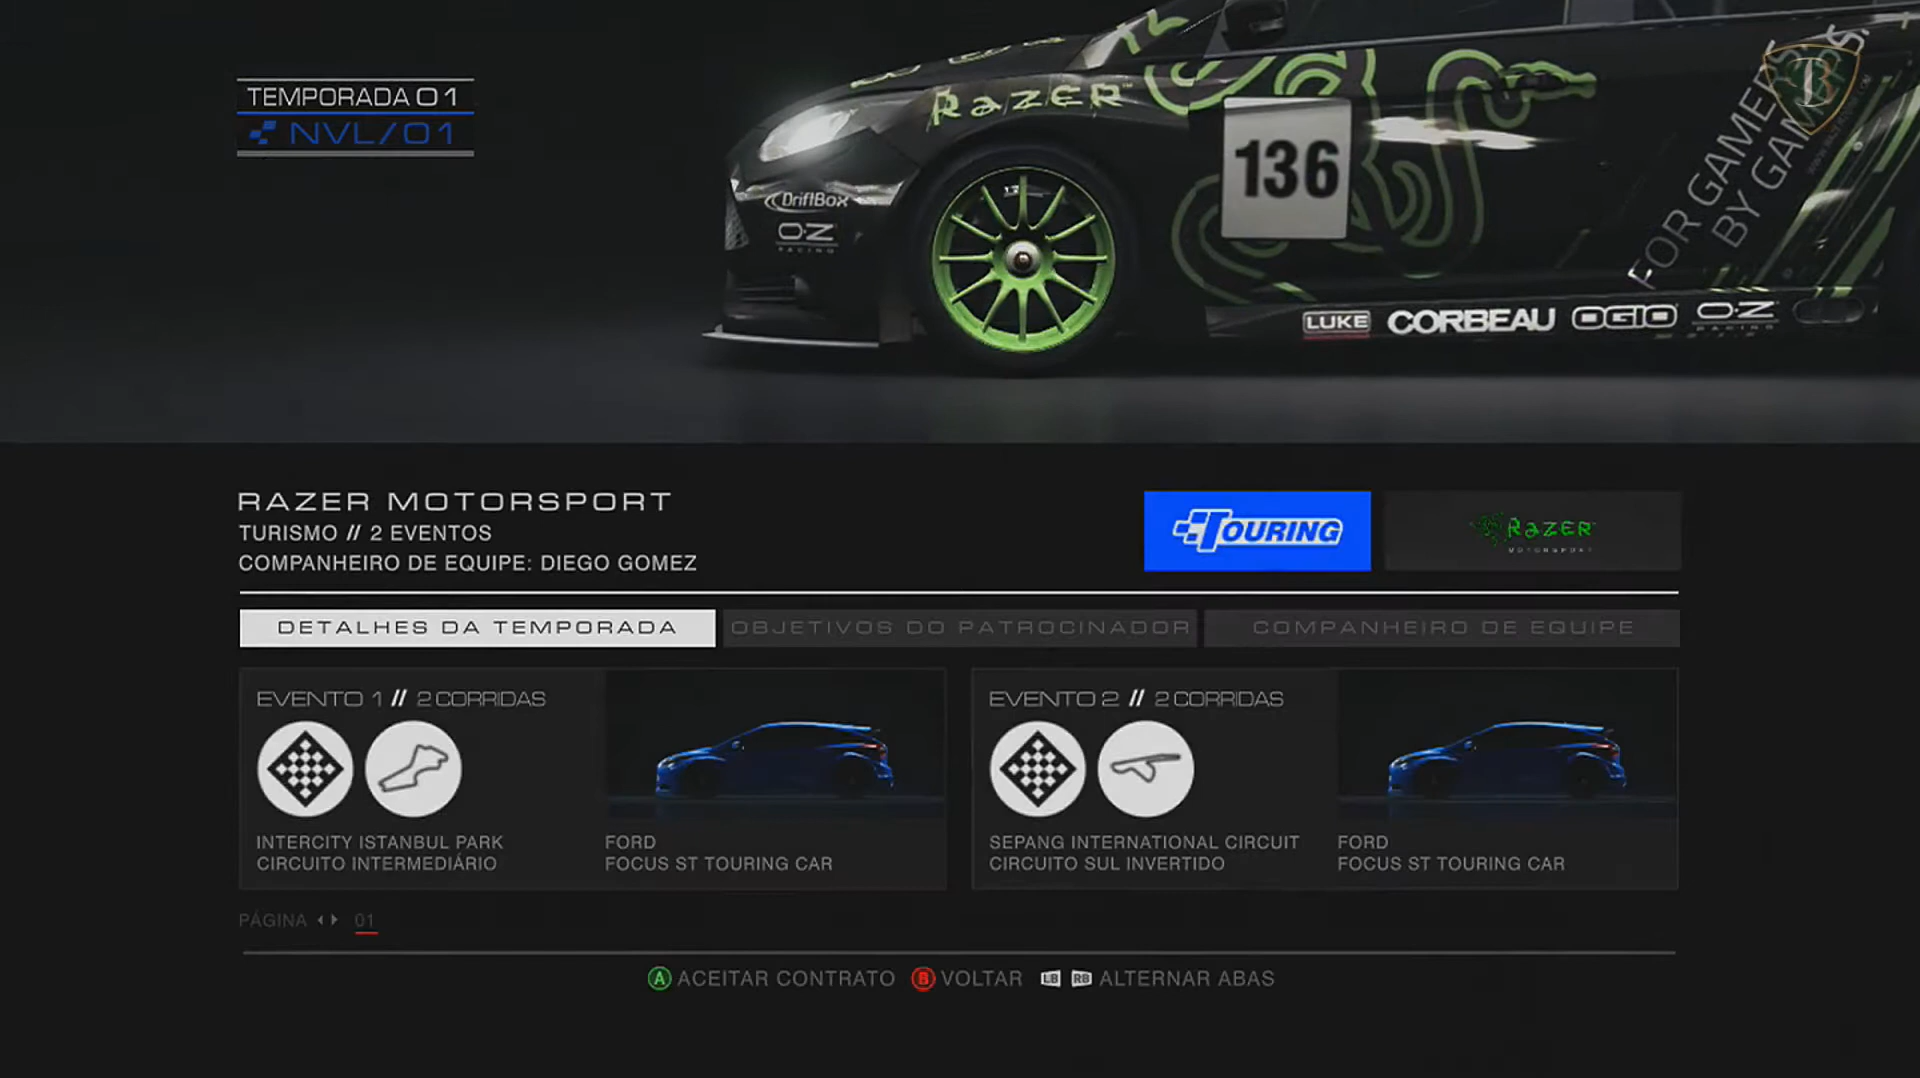 TEMPORADA 01
NVL/01
RAZER
DriftBox
O·Z
RACING
136
FOR GAMERS.
BY GAMERS.
LUKE CORBEAU OGIO O·Z
RACING
RAZER MOTORSPORT
TURISMO // 2 EVENTOS
COMPANHEIRO DE EQUIPE: DIEGO GOMEZ
TOURING
RAZER
MOTORSPORT
DETALHES DA TEMPORADA
OBJETIVOS DO PATROCINADOR
COMPANHEIRO DE EQUIPE
EVENTO 1 // 2 CORRIDAS
INTERCITY ISTANBUL PARK
CIRCUITO INTERMEDIÁRIO
FORD
FOCUS ST TOURING CAR
EVENTO 2 // 2 CORRIDAS
SEPANG INTERNATIONAL CIRCUIT
CIRCUITO SUL INVERTIDO
FORD
FOCUS ST TOURING CAR
PÁGINA 01
A ACEITAR CONTRATO B VOLTAR LB RB ALTERNAR ABAS